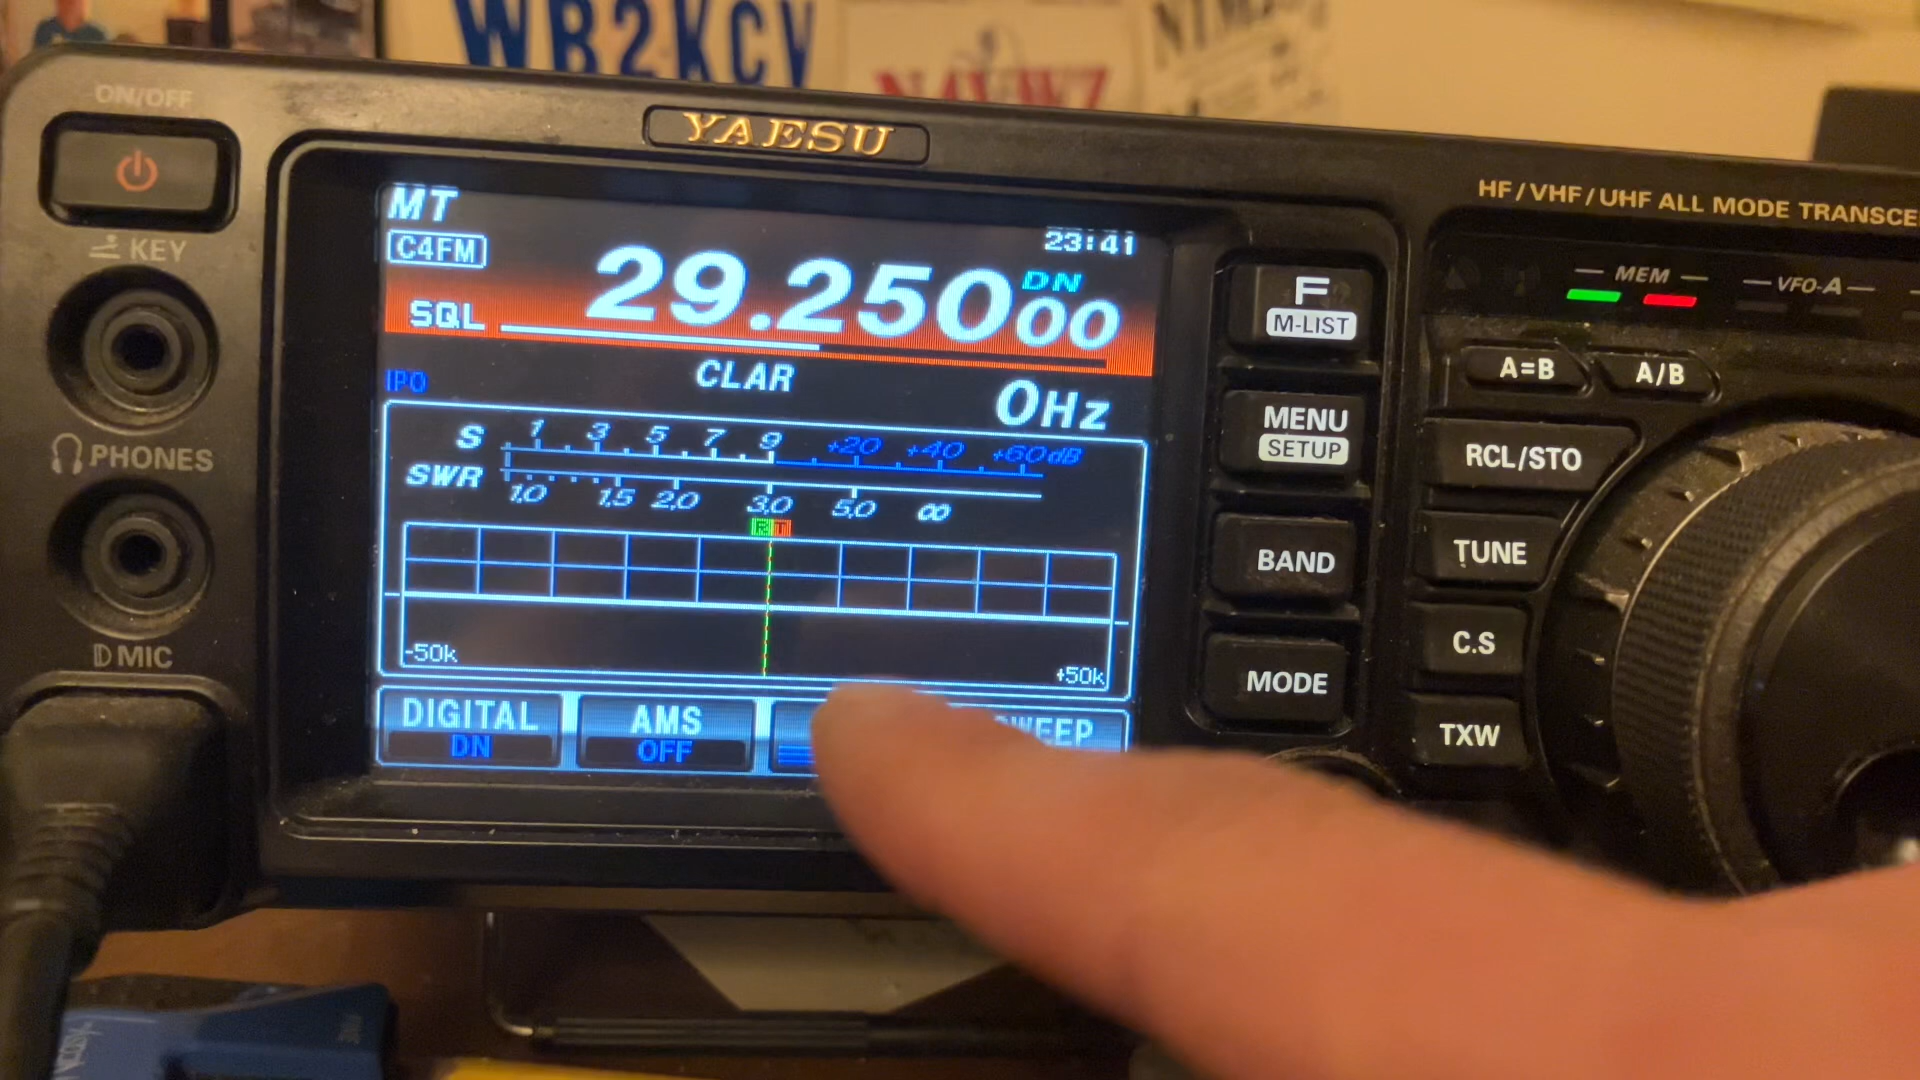 WB2KCV
ON/OFF
YAESU
HF/VHF/UHF ALL MODE
KEY
PHONES
MIC
MT
C4FM
23:41
29.25000
DN
SQL
IPO
CLAR
0Hz
S 1 3 5 7 9 +20 +40 +60dB
SWR 1.0 1.5 2.0 3.0 5.0 ∞
R T
-50k
+50k
DIGITAL
DN
AMS
OFF
F
M-LIST
MENU
SETUP
BAND
MODE
MEM
VFO-A
A=B
A/B
RCL/STO
TUNE
C.S
TXW